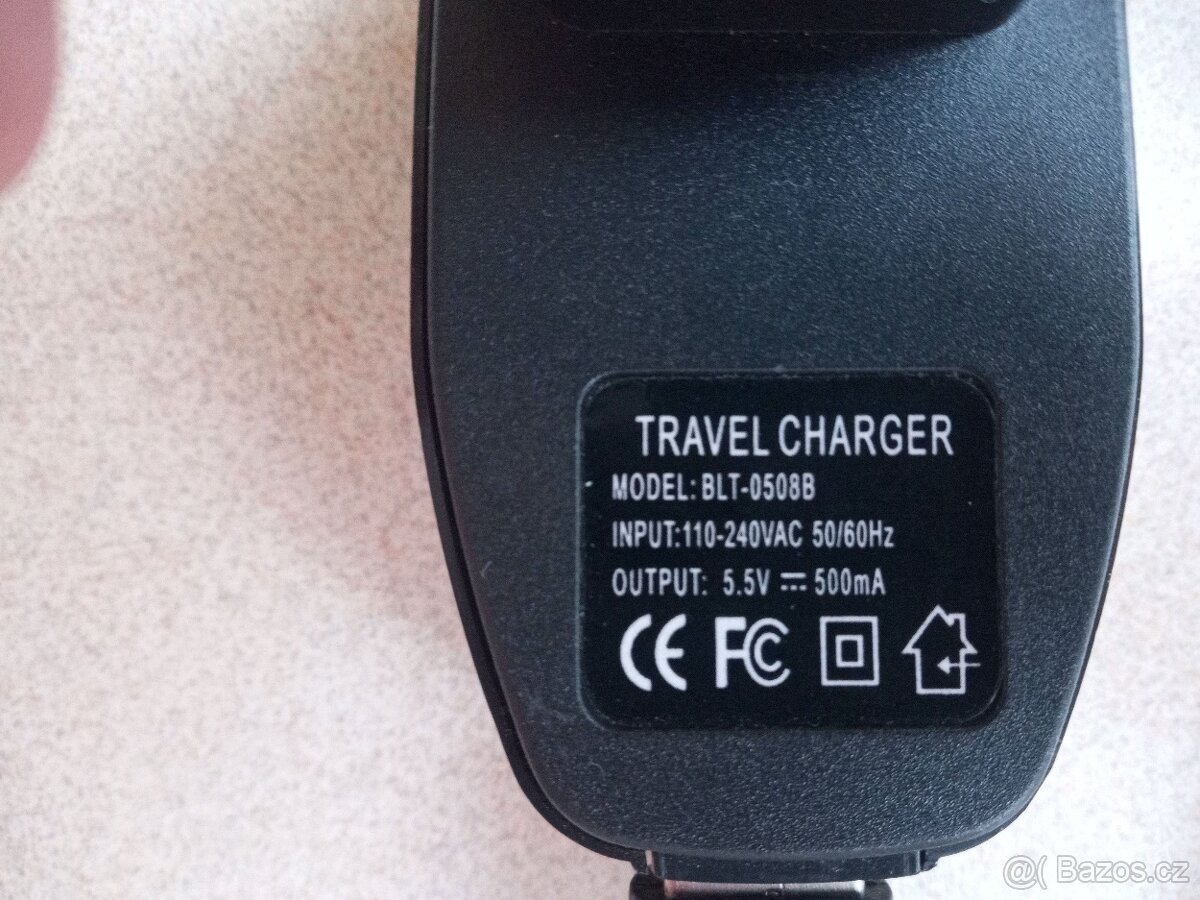 TRAVEL CHARGER
MODEL: BLT-0508B
INPUT:110-240VAC 50/60Hz
OUTPUT: 5.5V ⎓ 500mA
CE FC
@( Bazos.cz